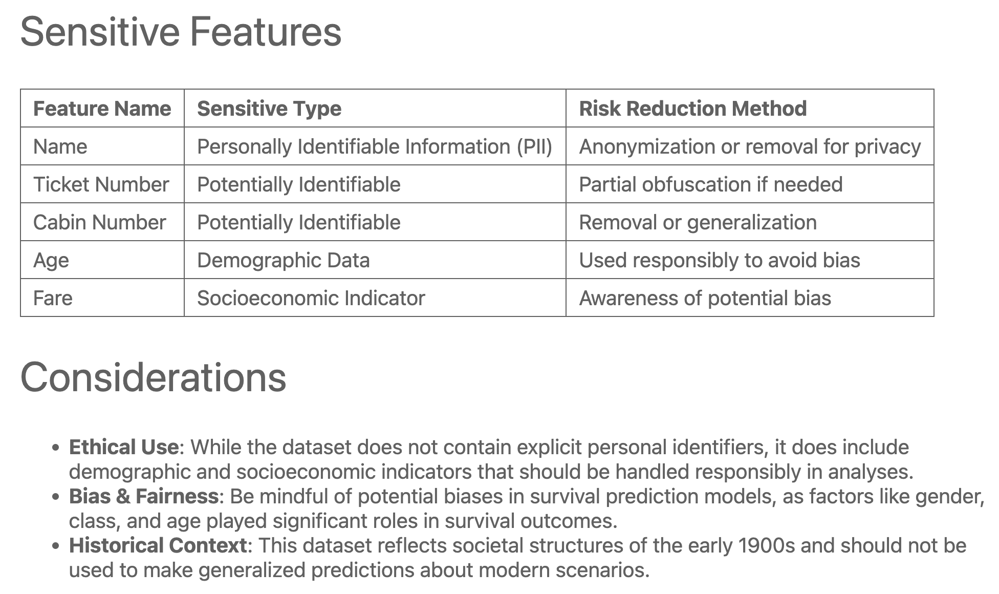 Sensitive Features
Feature Name Sensitive Type Risk Reduction Method
Name Personally Identifiable Information (PII) Anonymization or removal for privacy
Ticket Number Potentially Identifiable Partial obfuscation if needed
Cabin Number Potentially Identifiable Removal or generalization
Age Demographic Data Used responsibly to avoid bias
Fare Socioeconomic Indicator Awareness of potential bias
Considerations
• Ethical Use: While the dataset does not contain explicit personal identifiers, it does include
demographic and socioeconomic indicators that should be handled responsibly in analyses.
• Bias & Fairness: Be mindful of potential biases in survival prediction models, as factors like gender,
class, and age played significant roles in survival outcomes.
• Historical Context: This dataset reflects societal structures of the early 1900s and should not be
used to make generalized predictions about modern scenarios.